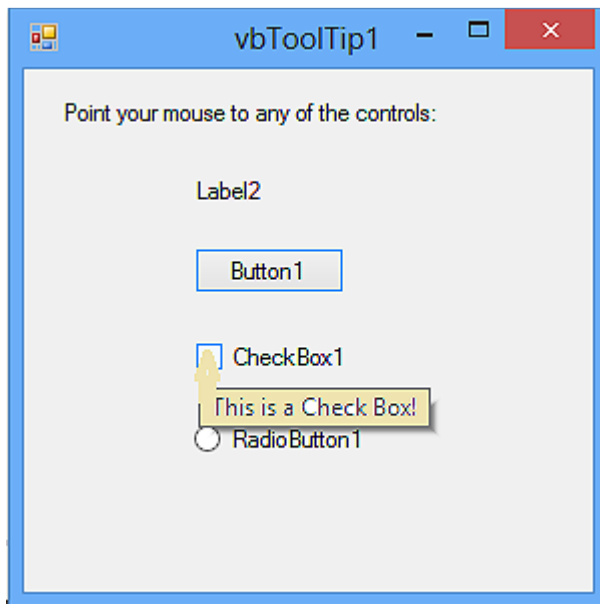 vbToolTip1
Point your mouse to any of the controls:
Label2
Button1
CheckBox1
This is a Check Box!
RadioButton1